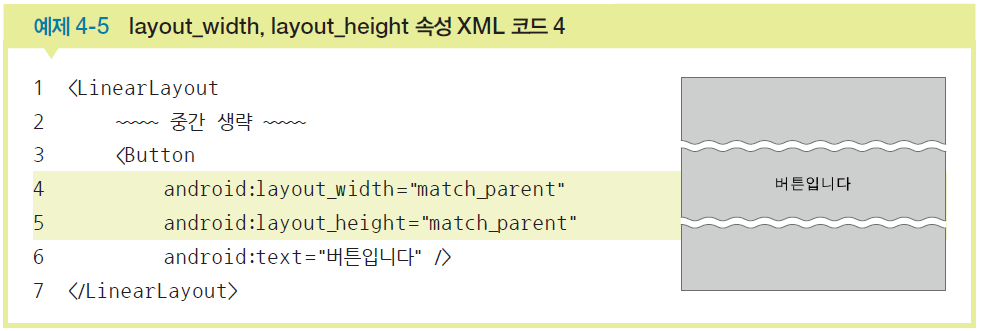 예제 4-5 layout_width, layout_height 속성 XML 코드 4
1 <LinearLayout
2 ~~~~~ 중간 생략 ~~~~~
3 <Button
4 android:layout_width="match_parent"
5 android:layout_height="match_parent"
6 android:text="버튼입니다" />
7 </LinearLayout>
버튼입니다